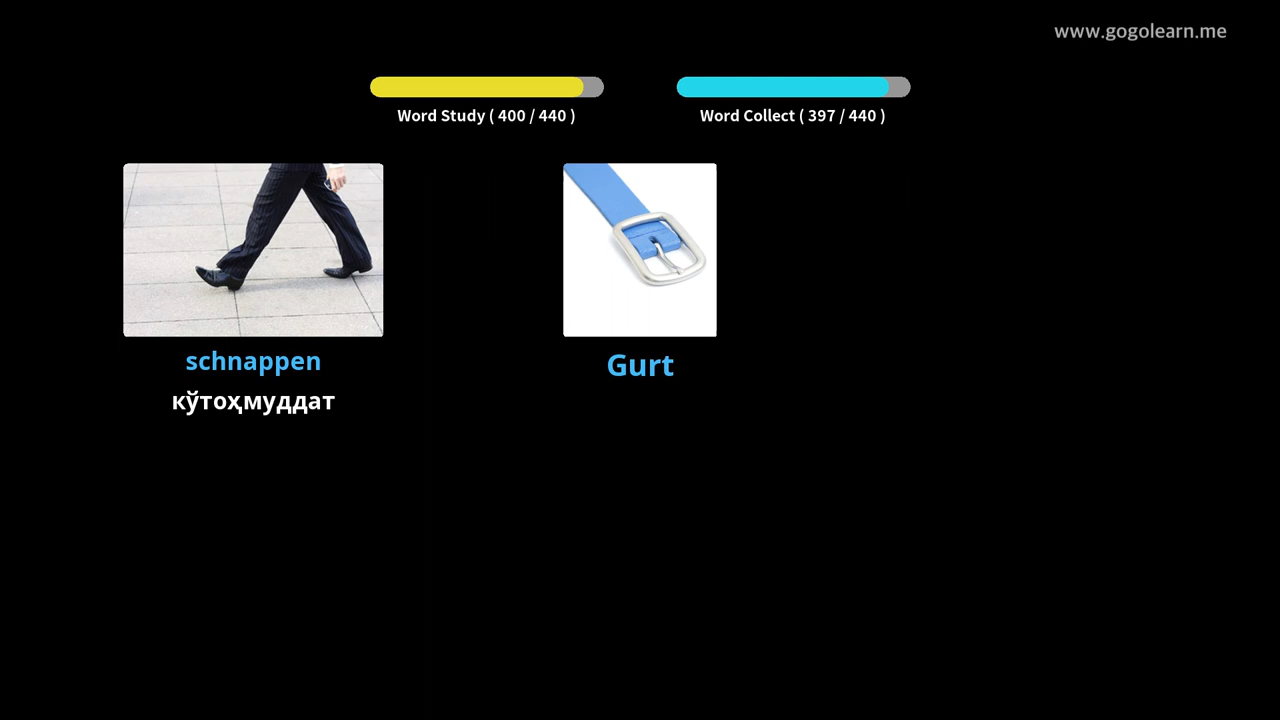 www.gogolearn.me
Word Study ( 400 / 440 )
Word Collect ( 397 / 440 )
schnappen
кӯтоҳмуддат
Gurt